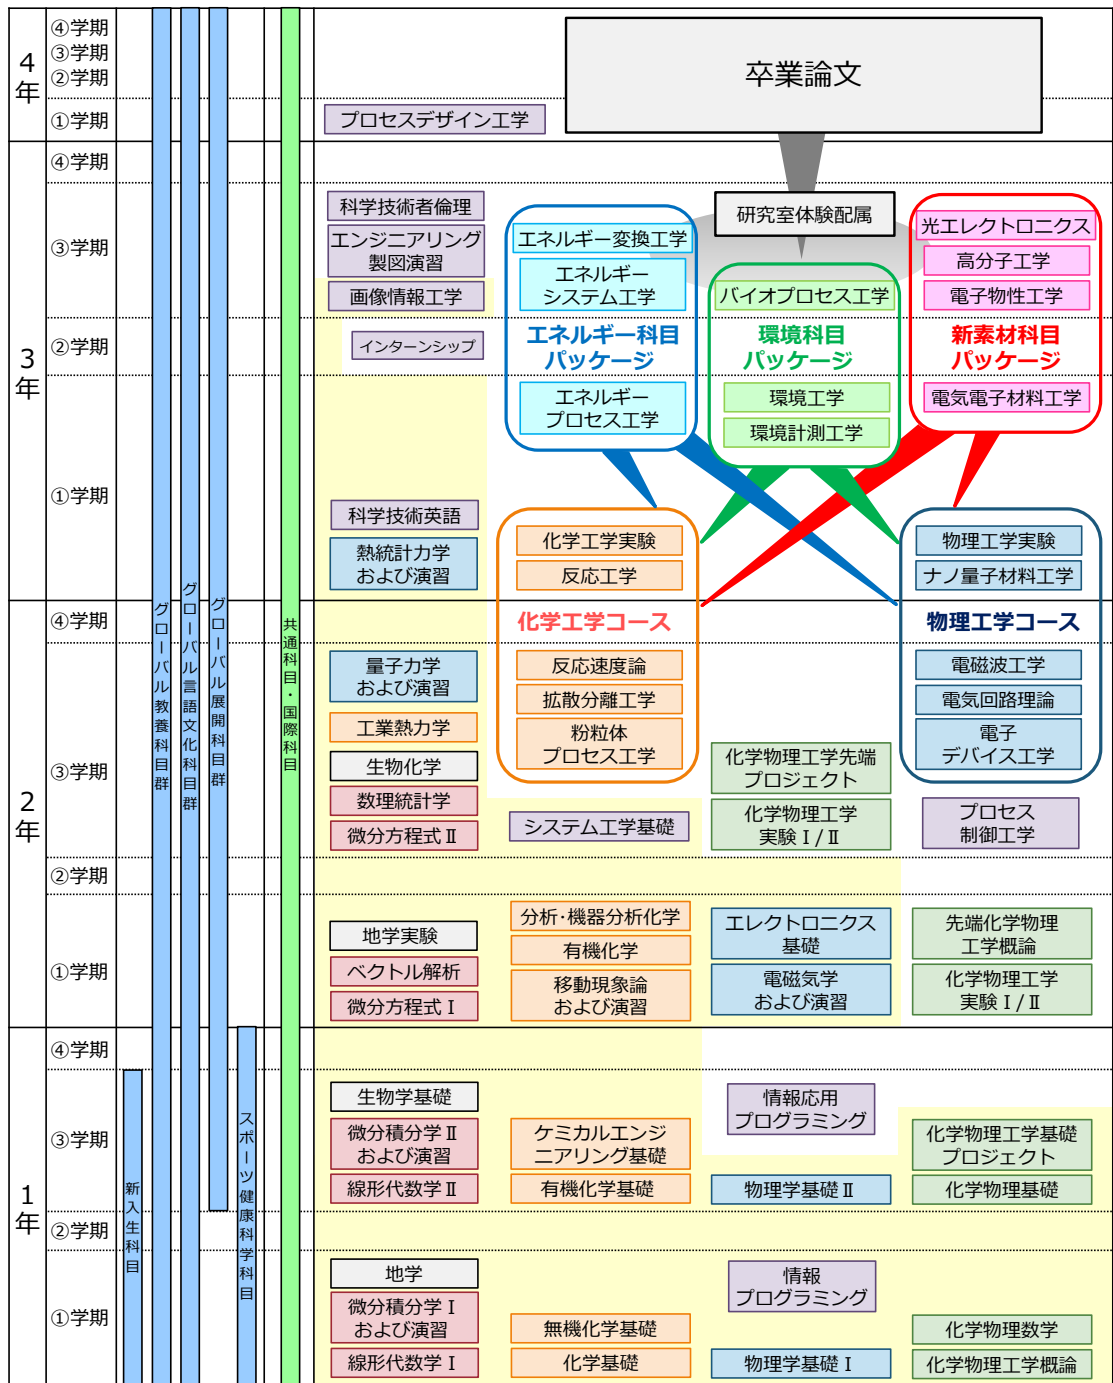 4年
④学期
③学期
②学期
卒業論文
①学期
プロセスデザイン工学
3年
④学期
③学期
科学技術者倫理
研究室体験配属
エンジニアリング
製図演習
エネルギー変換工学
光エレクトロニクス
エネルギー
システム工学
高分子工学
画像情報工学
バイオプロセス工学
電子物性工学
②学期
インターンシップ
エネルギー科目
パッケージ
環境科目
パッケージ
新素材科目
パッケージ
①学期
エネルギー
プロセス工学
環境工学
電気電子材料工学
環境計測工学
科学技術英語
熱統計力学
および演習
化学工学実験
反応工学
物理工学実験
ナノ量子材料工学
2年
④学期
化学工学コース
物理工学コース
③学期
量子力学
および演習
反応速度論
電磁波工学
拡散分離工学
電気回路理論
工業熱力学
粉粒体
プロセス工学
電子
デバイス工学
生物化学
化学物理工学先端
プロジェクト
数理統計学
微分方程式Ⅱ
システム工学基礎
化学物理工学
実験Ⅰ/Ⅱ
プロセス
制御工学
②学期
①学期
地学実験
分析・機器分析化学
エレクトロニクス
基礎
先端化学物理
工学概論
ベクトル解析
有機化学
微分方程式Ⅰ
移動現象論
および演習
電磁気学
および演習
化学物理工学
実験Ⅰ/Ⅱ
1年
④学期
③学期
生物学基礎
情報応用
プログラミング
微分積分学Ⅱ
および演習
ケミカルエンジ
ニアリング基礎
化学物理工学基礎
プロジェクト
線形代数学Ⅱ
有機化学基礎
物理学基礎Ⅱ
化学物理基礎
②学期
①学期
地学
情報
プログラミング
微分積分学Ⅰ
および演習
無機化学基礎
化学物理数学
線形代数学Ⅰ
化学基礎
物理学基礎Ⅰ
化学物理工学概論
新入生科目
グローバル教養科目群
グローバル言語文化科目群
グローバル展開科目群
スポーツ健康科学科目
共通科目・国際科目